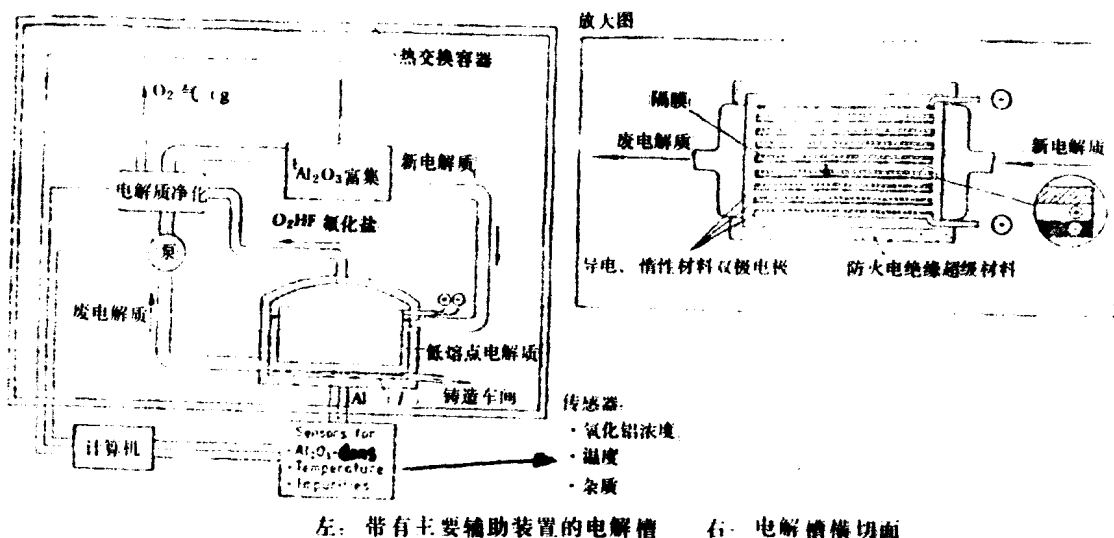 放大图
热交换容器
O₂ 气 (g
隔膜
废电解质
新电解质
Al₂O₃富集
新电解质
电解质净化
O₂HF 氟化盐
泵
导电、惰性材料双极电极
防火电绝缘超级材料
废电解质
低熔点电解质
Al
铸造车间
传感器:
Sensors for
· 氧化铝浓度
计算机
· Al₂O₃-
· 温度
· Temperature
· Impurities
· 杂质
左: 带有主要辅助装置的电解槽 右: 电解槽横切面